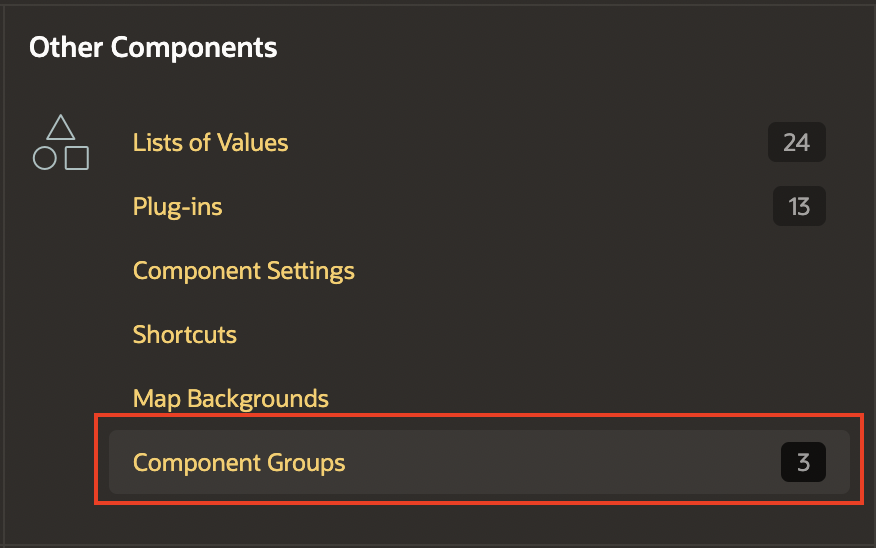 Other Components
Lists of Values 24
Plug-ins 13
Component Settings
Shortcuts
Map Backgrounds
Component Groups 3